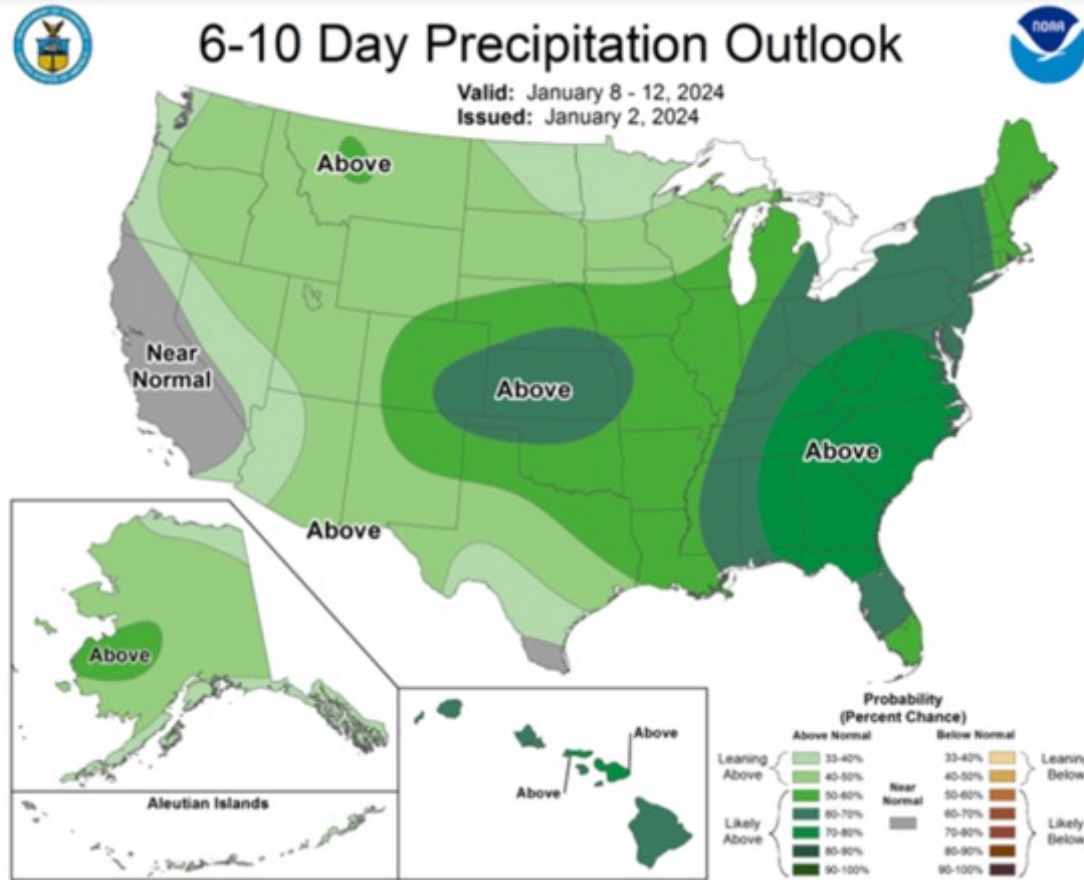 6-10 Day Precipitation Outlook
NOAA
Valid: January 8 - 12, 2024
Issued: January 2, 2024
Above
Near
Normal
Above
Above
Above
Above
Above
Above
Aleutian Islands
Probability
(Percent Chance)
Above Normal Below Normal
Leaning
Above
33-40%
40-50%
Likely
Above
50-60%
60-70%
70-80%
80-90%
90-100%
Near
Normal
33-40%
40-50%
Leaning
Below
50-60%
60-70%
70-80%
80-90%
90-100%
Likely
Below